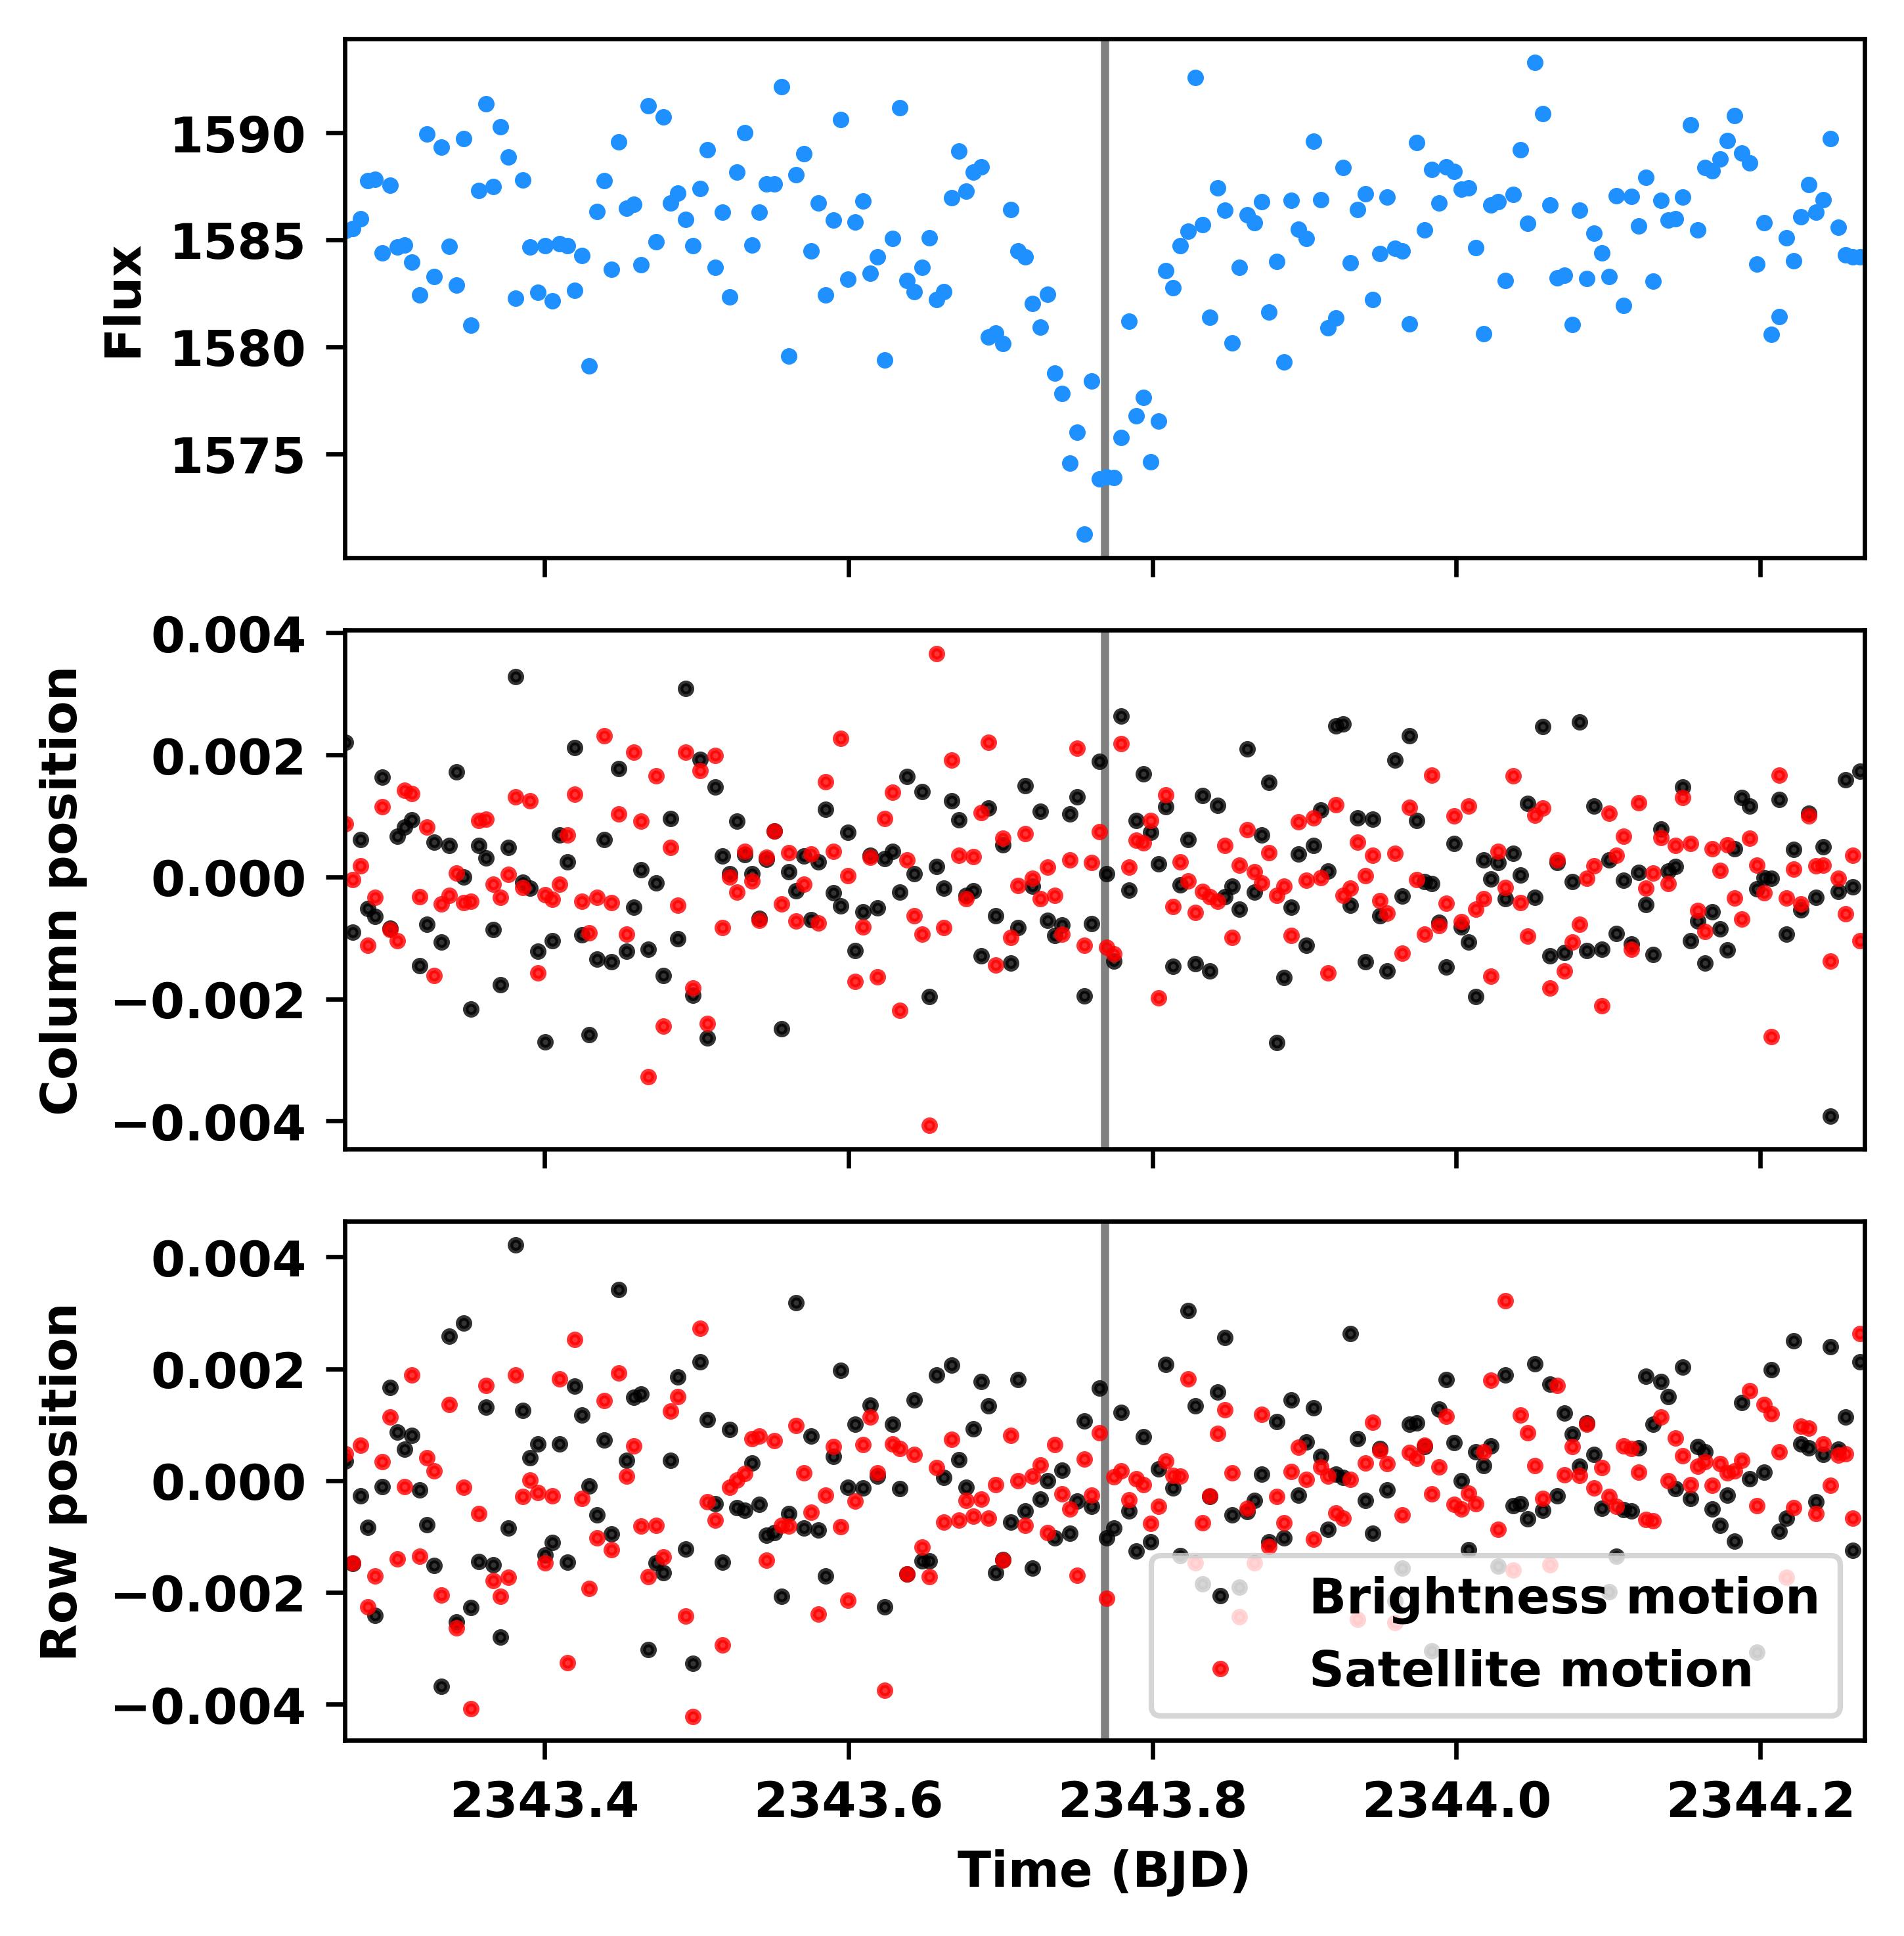 Flux
1590
1585
1580
1575
Column position
0.004
0.002
0.000
−0.002
−0.004
Row position
0.004
0.002
0.000
−0.002
−0.004
Brightness motion
Satellite motion
2343.4 2343.6 2343.8 2344.0 2344.2
Time (BJD)